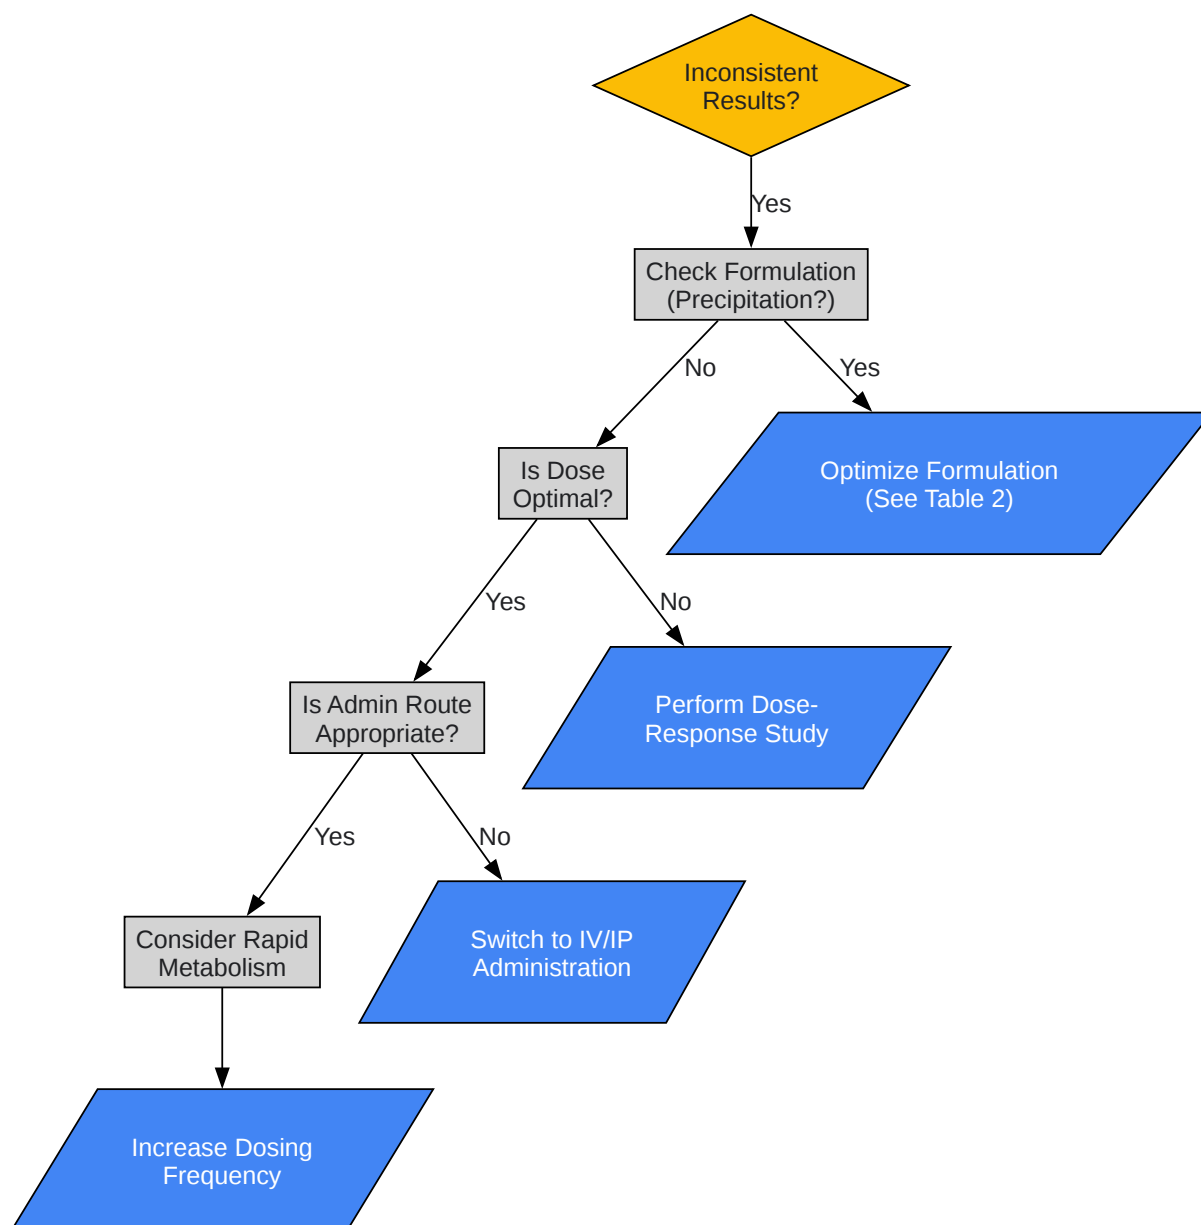 Inconsistent
Results?
Yes
Check Formulation
(Precipitation?)
No
Yes
Is Dose
Optimal?
Optimize Formulation
(See Table 2)
Yes
No
Is Admin Route
Appropriate?
Perform Dose-
Response Study
Yes
No
Consider Rapid
Metabolism
Switch to IV/IP
Administration
Increase Dosing
Frequency